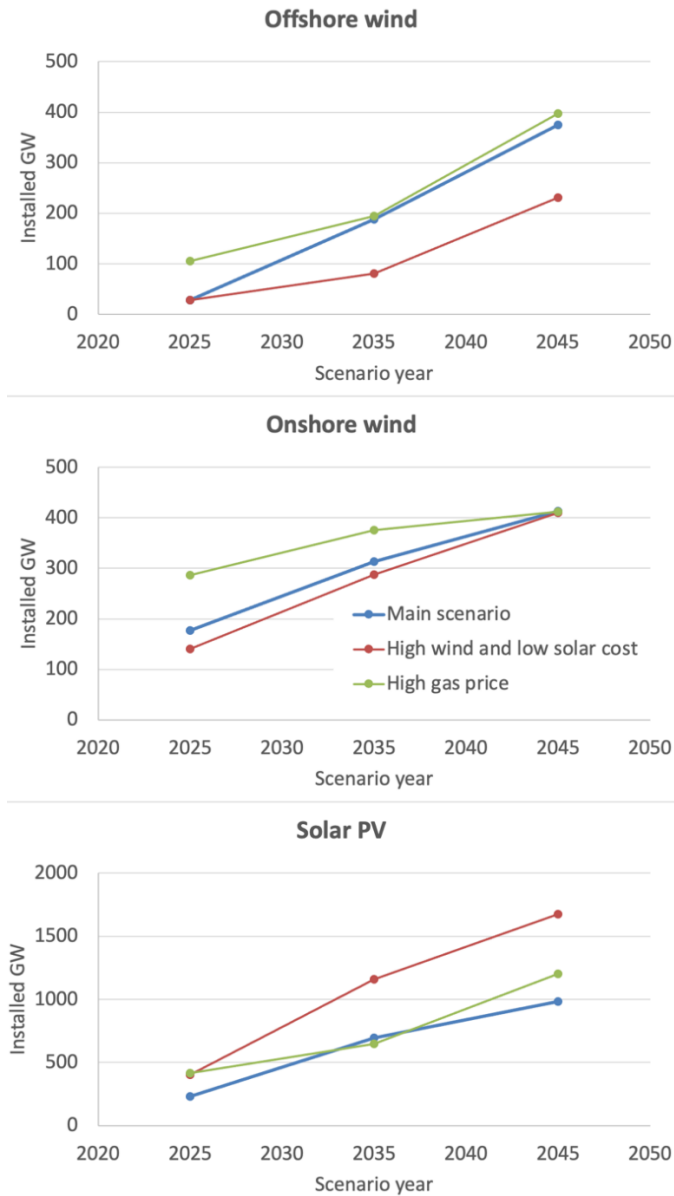 Offshore wind
500
400
300
200
100
0
Installed GW
2020 2025 2030 2035 2040 2045 2050
Scenario year
Onshore wind
500
400
300
200
100
0
Installed GW
Main scenario
High wind and low solar cost
High gas price
2020 2025 2030 2035 2040 2045 2050
Scenario year
Solar PV
2000
1500
1000
500
0
Installed GW
2020 2025 2030 2035 2040 2045 2050
Scenario year